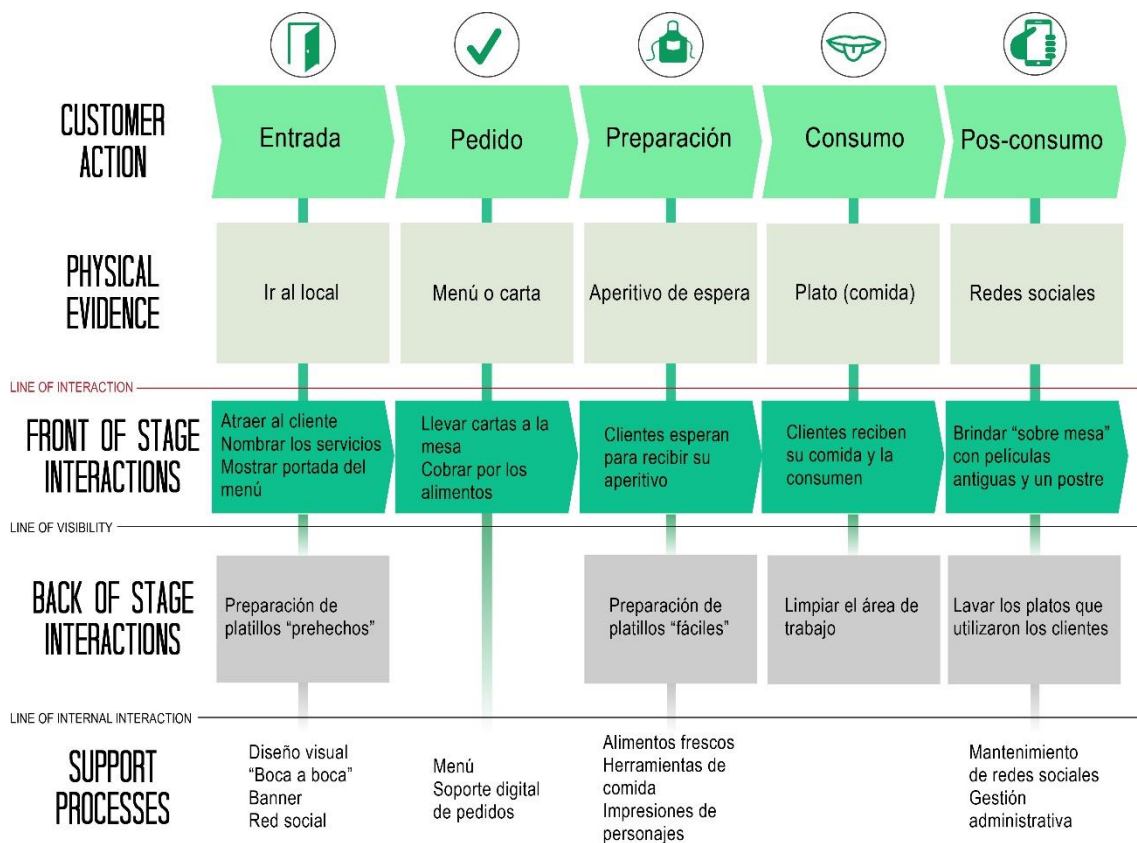 CUSTOMER
ACTION
Entrada
Pedido
Preparación
Consumo
Pos-consumo
PHYSICAL
EVIDENCE
Ir al local
Menú o carta
Aperitivo de espera
Plato (comida)
Redes sociales
LINE OF INTERACTION
FRONT OF STAGE
INTERACTIONS
Atraer al cliente
Nombrar los servicios
Mostrar portada del
menú
Llevar cartas a la
mesa
Cobrar por los
alimentos
Clientes esperan
para recibir su
aperitivo
Clientes reciben
su comida y la
consumen
Brindar “sobre mesa”
con películas
antiguas y un postre
LINE OF VISIBILITY
BACK OF STAGE
INTERACTIONS
Preparación de
platillos “prehechos”
Preparación de
platillos “fáciles”
Limpiar el área de
trabajo
Lavar los platos que
utilizaron los clientes
LINE OF INTERNAL INTERACTION
SUPPORT
PROCESSES
Diseño visual
“Boca a boca”
Banner
Red social
Menú
Soporte digital
de pedidos
Alimentos frescos
Herramientas de
comida
Impresiones de
personajes
Mantenimiento
de redes sociales
Gestión
administrativa